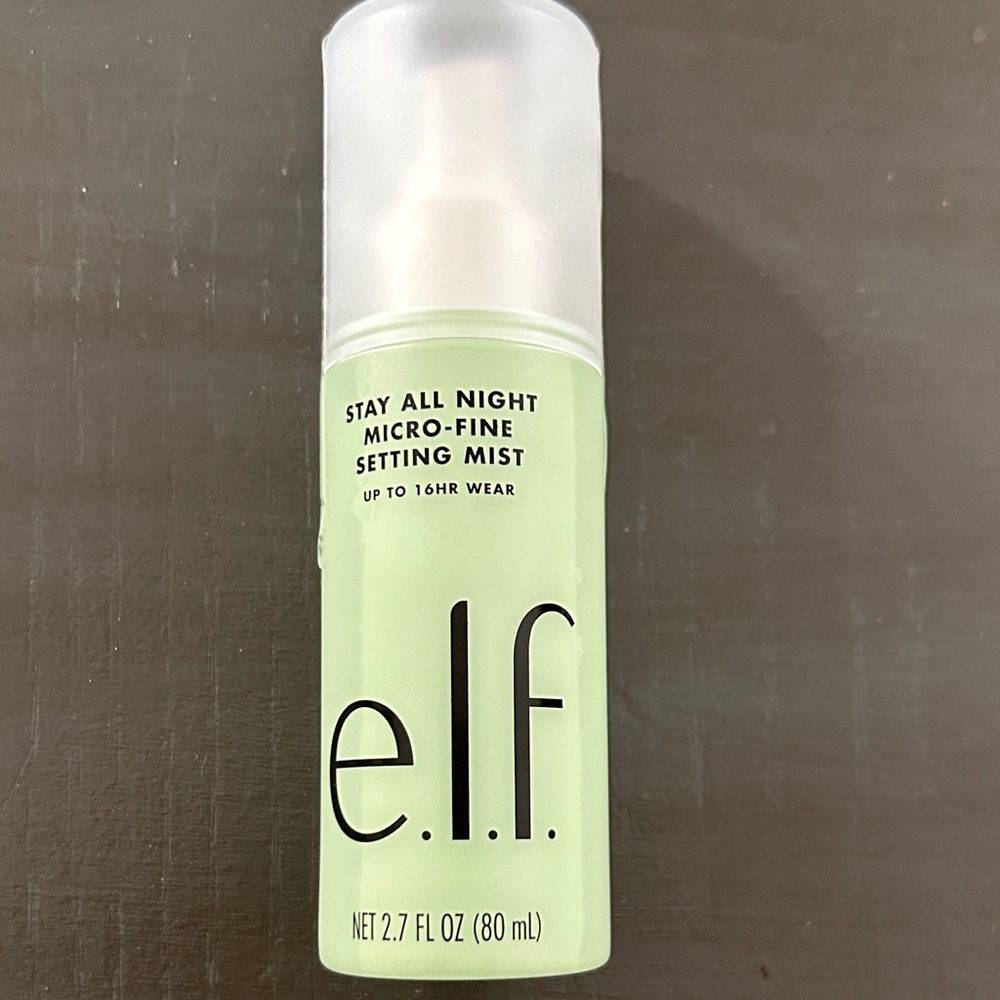 STAY ALL NIGHT
MICRO-FINE
SETTING MIST
UP TO 16HR WEAR
e.l.f.
NET 2.7 FL OZ (80 mL)